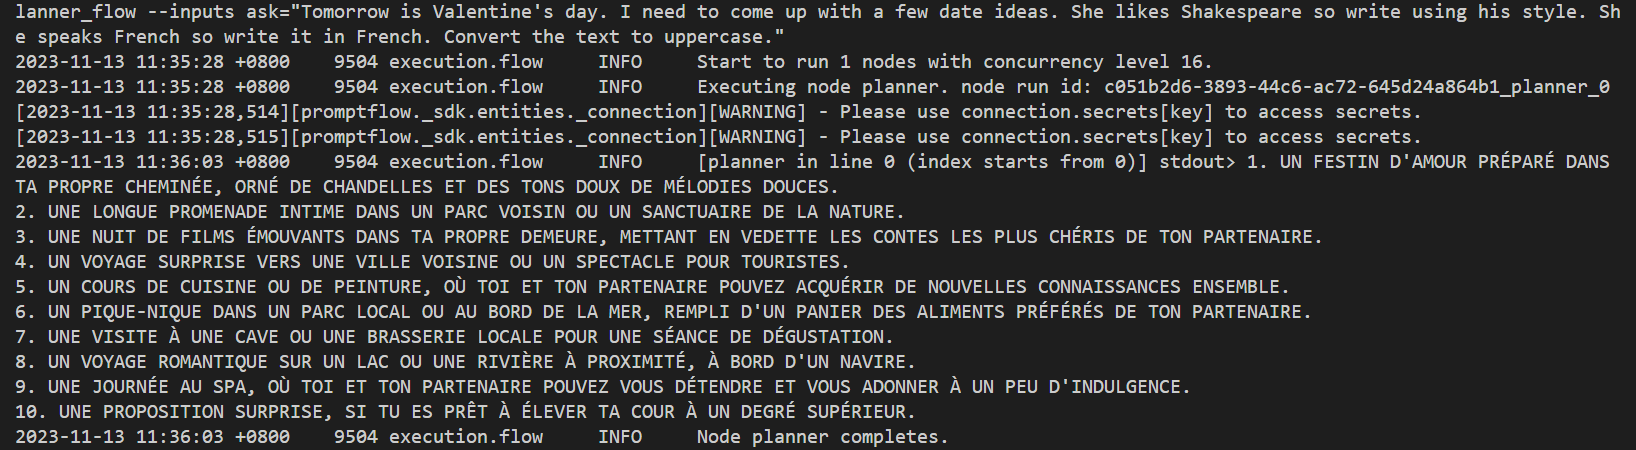 lanner_flow --inputs ask="Tomorrow is Valentine's day. I need to come up with a few date ideas. She likes Shakespeare so write using his style. Sh
e speaks French so write it in French. Convert the text to uppercase."
2023-11-13 11:35:28 +0800    9504 execution.flow     INFO     Start to run 1 nodes with concurrency level 16.
2023-11-13 11:35:28 +0800    9504 execution.flow     INFO     Executing node planner. node run id: c051b2d6-3893-44c6-ac72-645d24a864b1_planner_0
[2023-11-13 11:35:28,514][promptflow._sdk.entities._connection][WARNING] - Please use connection.secrets[key] to access secrets.
[2023-11-13 11:35:28,515][promptflow._sdk.entities._connection][WARNING] - Please use connection.secrets[key] to access secrets.
2023-11-13 11:36:03 +0800    9504 execution.flow     INFO     [planner in line 0 (index starts from 0)] stdout> 1. UN FESTIN D'AMOUR PRÉPARÉ DANS
TA PROPRE CHEMINÉE, ORNÉ DE CHANDELLES ET DES TONS DOUX DE MÉLODIES DOUCES.
2. UNE LONGUE PROMENADE INTIME DANS UN PARC VOISIN OU UN SANCTUAIRE DE LA NATURE.
3. UNE NUIT DE FILMS ÉMOUVANTS DANS TA PROPRE DEMEURE, METTANT EN VEDETTE LES CONTES LES PLUS CHÉRIS DE TON PARTENAIRE.
4. UN VOYAGE SURPRISE VERS UNE VILLE VOISINE OU UN SPECTACLE POUR TOURISTES.
5. UN COURS DE CUISINE OU DE PEINTURE, OÙ TOI ET TON PARTENAIRE POUVEZ ACQUÉRIR DE NOUVELLES CONNAISSANCES ENSEMBLE.
6. UN PIQUE-NIQUE DANS UN PARC LOCAL OU AU BORD DE LA MER, REMPLI D'UN PANIER DES ALIMENTS PRÉFÉRÉS DE TON PARTENAIRE.
7. UNE VISITE À UNE CAVE OU UNE BRASSERIE LOCALE POUR UNE SÉANCE DE DÉGUSTATION.
8. UN VOYAGE ROMANTIQUE SUR UN LAC OU UNE RIVIÈRE À PROXIMITÉ, À BORD D'UN NAVIRE.
9. UNE JOURNÉE AU SPA, OÙ TOI ET TON PARTENAIRE POUVEZ VOUS DÉTENDRE ET VOUS ADONNER À UN PEU D'INDULGENCE.
10. UNE PROPOSITION SURPRISE, SI TU ES PRÊT À ÉLEVER TA COUR À UN DEGRÉ SUPÉRIEUR.
2023-11-13 11:36:03 +0800    9504 execution.flow     INFO     Node planner completes.